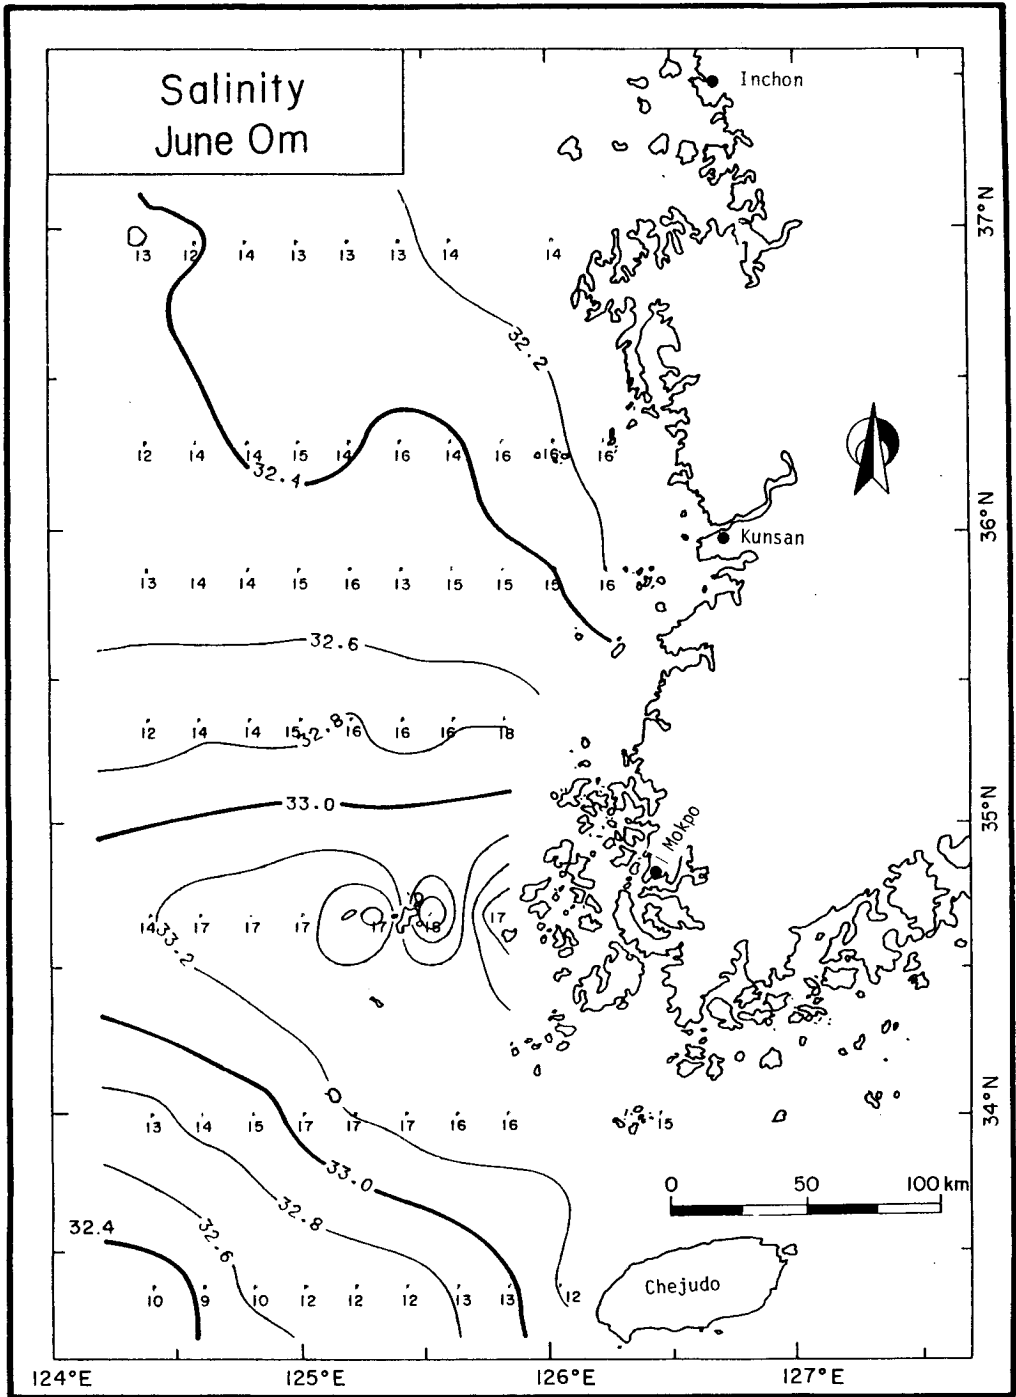 Salinity
June 0m
Inchon
37°N
13 12 14 13 13 13 14 14
32.2
12 14 14 15 14 16 14 16 16 16
32.4
36°N
Kunsan
13 14 14 15 16 13 15 15 15 16
32.6
12 14 14 15 32.8 16 16 16 18
33.0
35°N
Mokpo
14 17 17 17 17 18 17
33.2
34°N
13 14 15 17 17 17 16 16 15
33.0
0 50 100 km
32.8
32.4
32.6
Chejudo
10 9 10 12 12 12 13 13 12
124°E 125°E 126°E 127°E